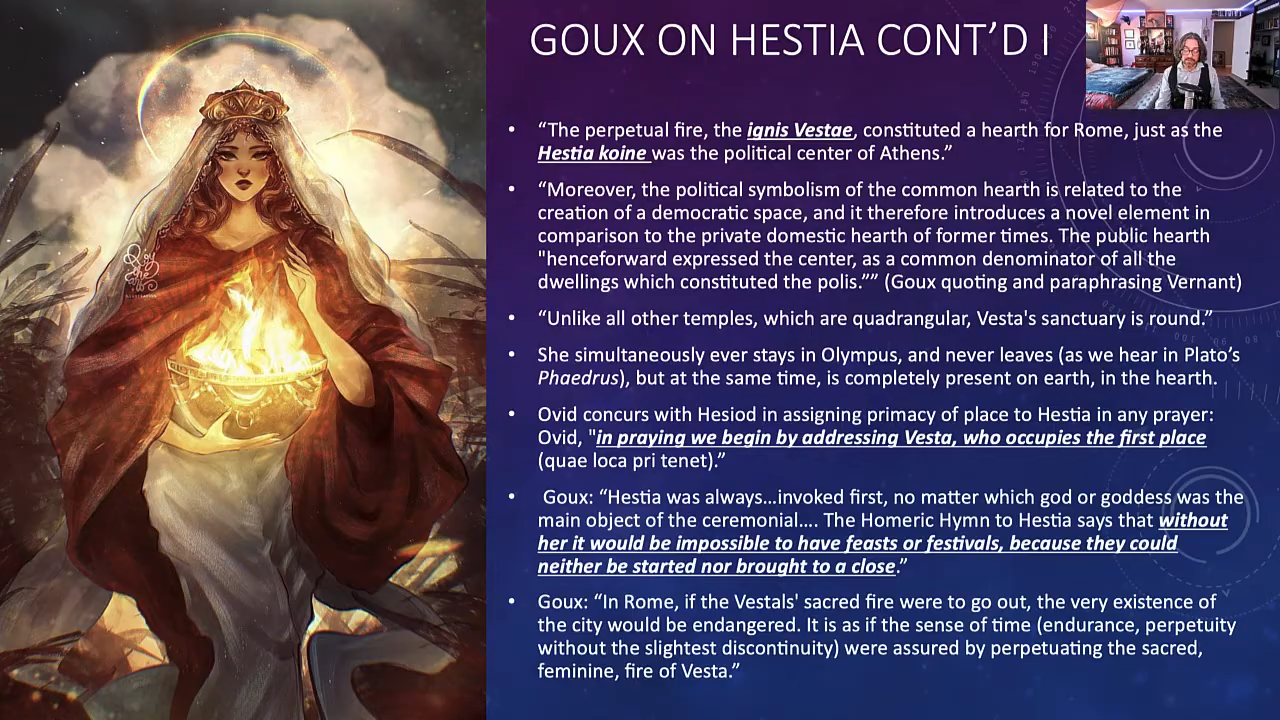 GOUX ON HESTIA CONT'D I
• "The perpetual fire, the ignis Vestae, constituted a hearth for Rome, just as the
Hestia koine was the political center of Athens."
• "Moreover, the political symbolism of the common hearth is related to the
creation of a democratic space, and it therefore introduces a novel element in
comparison to the private domestic hearth of former times. The public hearth
"henceforward expressed the center, as a common denominator of all the
dwellings which constituted the polis."" (Goux quoting and paraphrasing Vernant)
• "Unlike all other temples, which are quadrangular, Vesta's sanctuary is round."
• She simultaneously ever stays in Olympus, and never leaves (as we hear in Plato's
Phaedrus), but at the same time, is completely present on earth, in the hearth.
• Ovid concurs with Hesiod in assigning primacy of place to Hestia in any prayer:
Ovid, "in praying we begin by addressing Vesta, who occupies the first place
(quae loca pri tenet)."
• Goux: "Hestia was always…invoked first, no matter which god or goddess was the
main object of the ceremonial…. The Homeric Hymn to Hestia says that without
her it would be impossible to have feasts or festivals, because they could
neither be started nor brought to a close."
• Goux: "In Rome, if the Vestals' sacred fire were to go out, the very existence of
the city would be endangered. It is as if the sense of time (endurance, perpetuity
without the slightest discontinuity) were assured by perpetuating the sacred,
feminine, fire of Vesta."